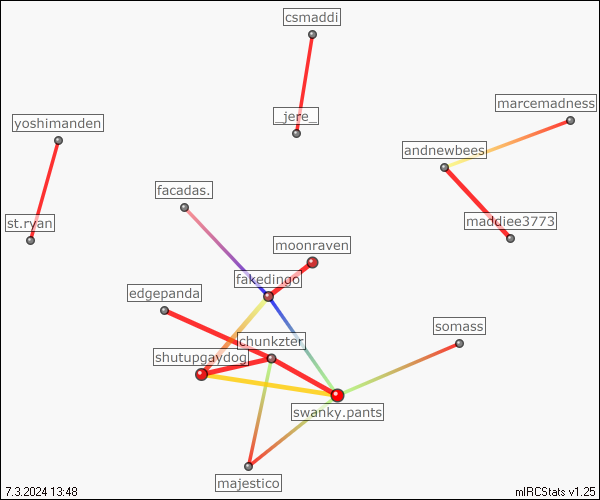 csmaddi
marcemadness
_jere_
yoshimanden
andnewbees
facadas.
st.ryan
maddiee3773
moonraven
fakedingo
edgepanda
somass
chunkzter
shutupgaydog
swanky.pants
majestico
7.3.2024 13:48
mIRCStats v1.25